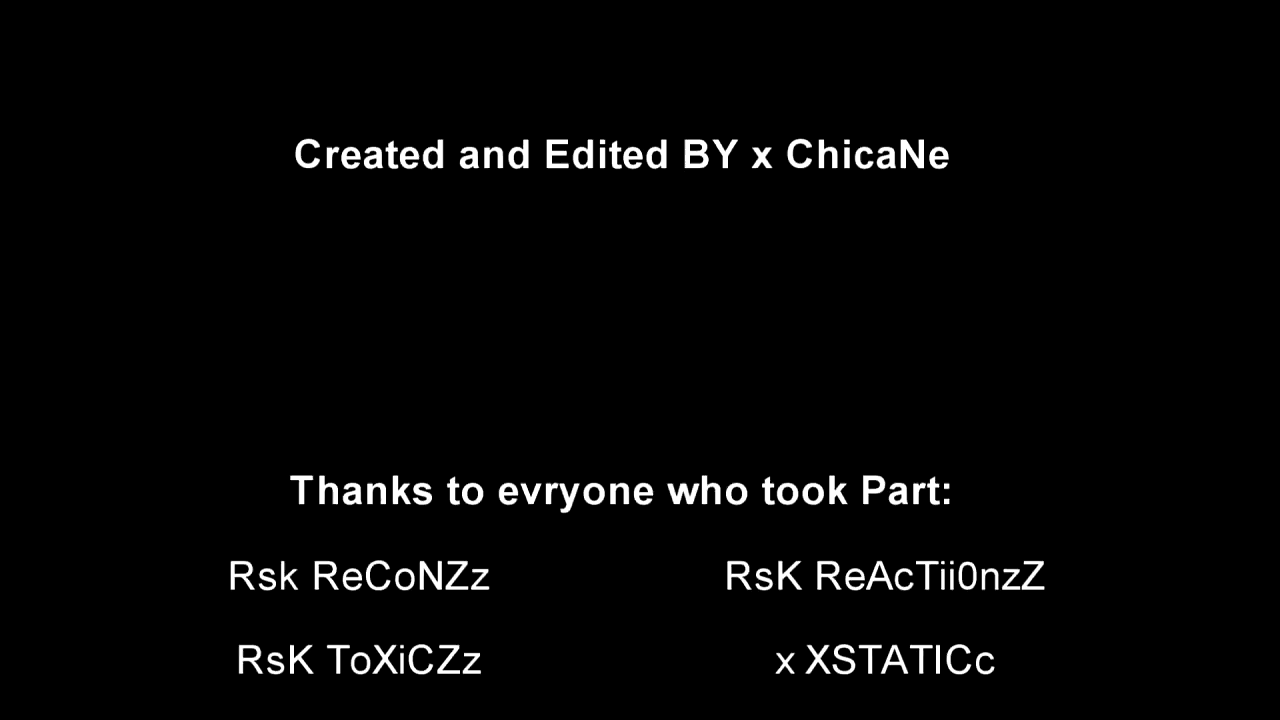 Created and Edited BY x ChicaNe
Thanks to evryone who took Part:
Rsk ReCoNZz RsK ReAcTii0nzZ
RsK ToXiCZz x XSTATICc